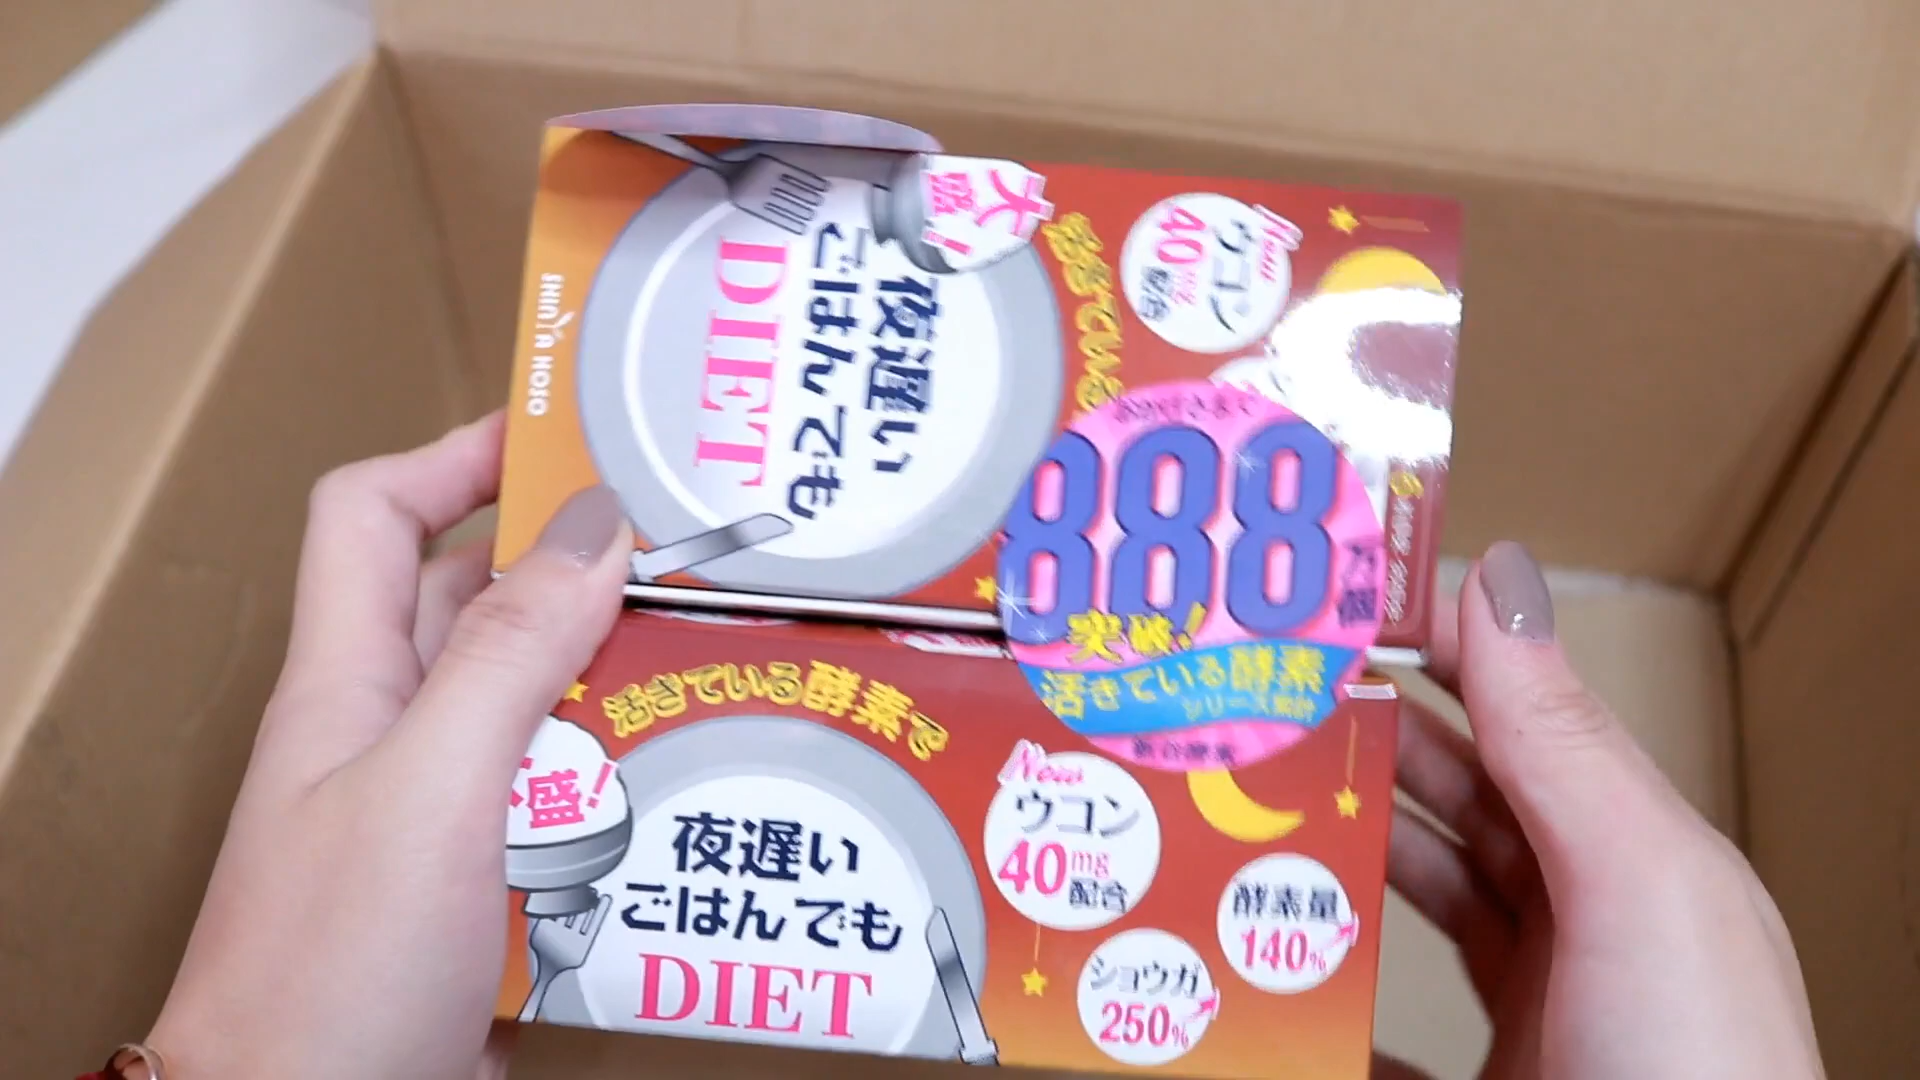 SHINYA KOSO
夜遅い
ごはんでも
DIET
大盛!
活きている
New
ウコン
40mg
配合
888
万個
突破!
活きている酵素
シリーズ累計
活きている酵素で
盛!
夜遅い
ごはんでも
DIET
New
ウコン
40mg
配合
酵素量
140%
ショウガ
250%